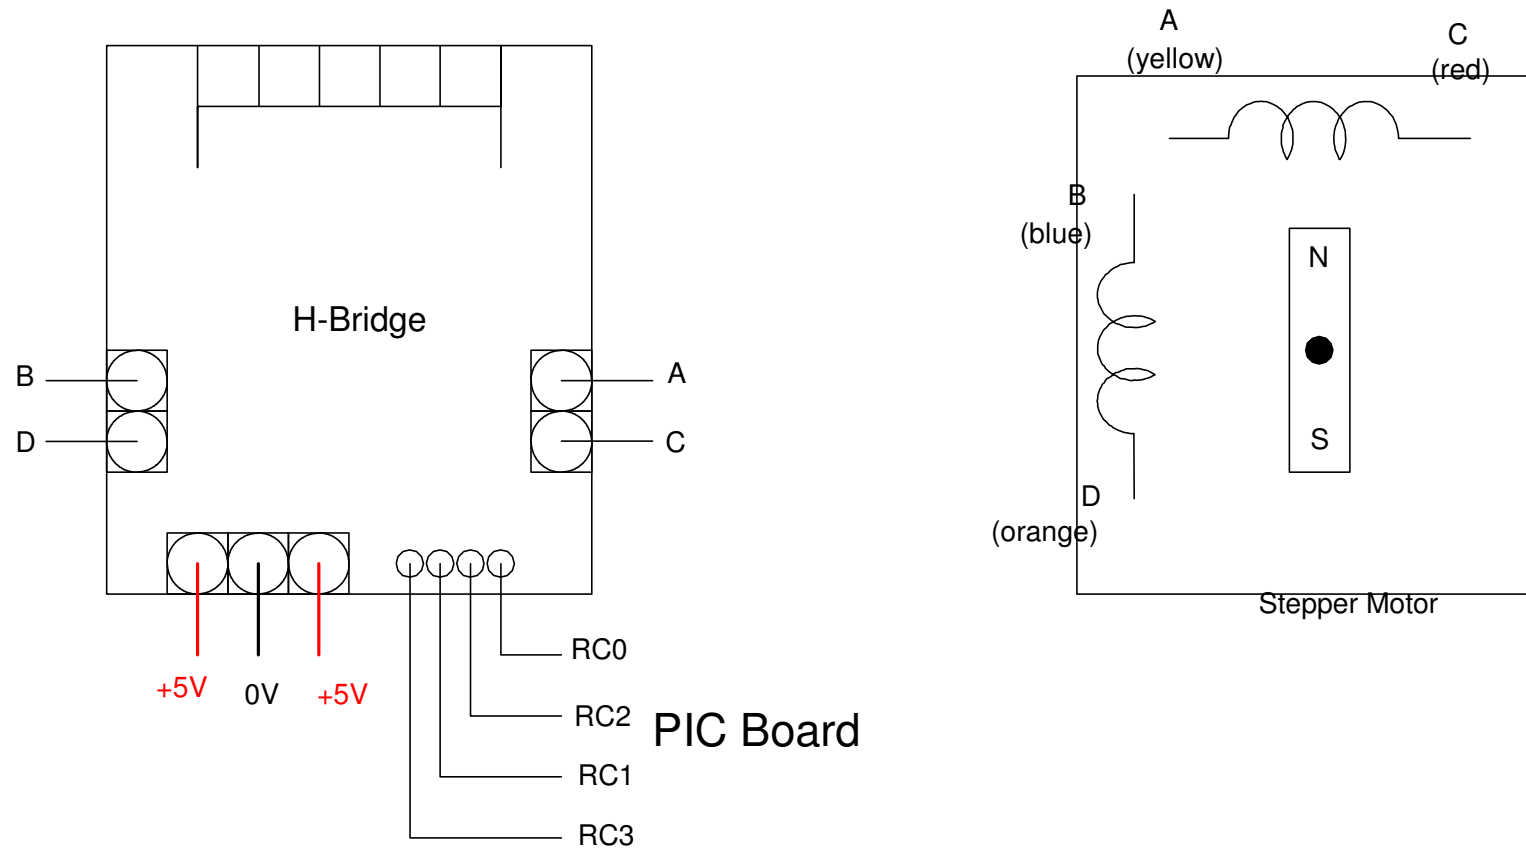 A
(yellow)
C
(red)
B
(blue)
N
H-Bridge
B
A
D
C
S
D
(orange)
Stepper Motor
+5V
0V
+5V
RC0
RC2
PIC Board
RC1
RC3